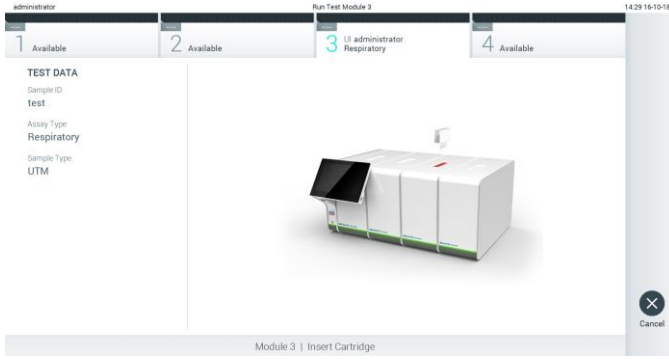 administrator
Run Test Module 3
14:29 16-10-18
--:--
1 Available
--:--
2 Available
--:--
3 UI administrator
Respiratory
--:--
4 Available
TEST DATA
Sample ID
test
Assay Type
Respiratory
Sample Type
UTM
Cancel
Module 3 | Insert Cartridge